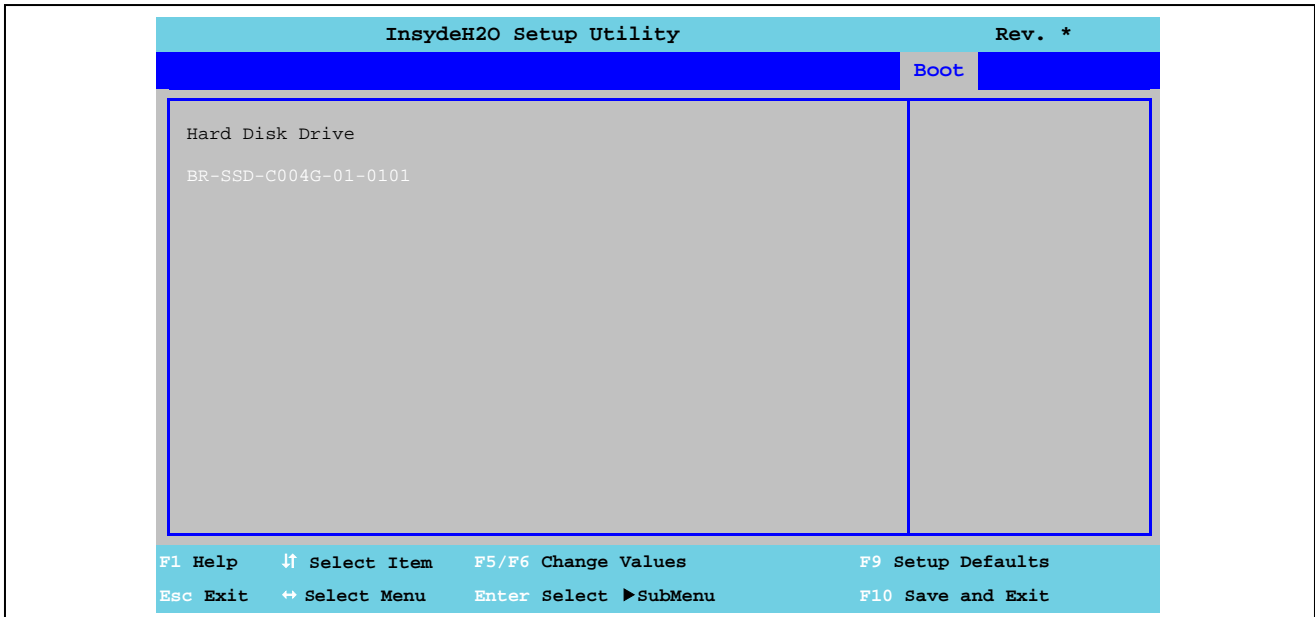 InsydeH2O Setup Utility Rev. *
Boot
Hard Disk Drive
BR-SSD-C004G-01-0101
F1 Help ↓↑ Select Item F5/F6 Change Values F9 Setup Defaults
Esc Exit ↔ Select Menu Enter Select ▶SubMenu F10 Save and Exit